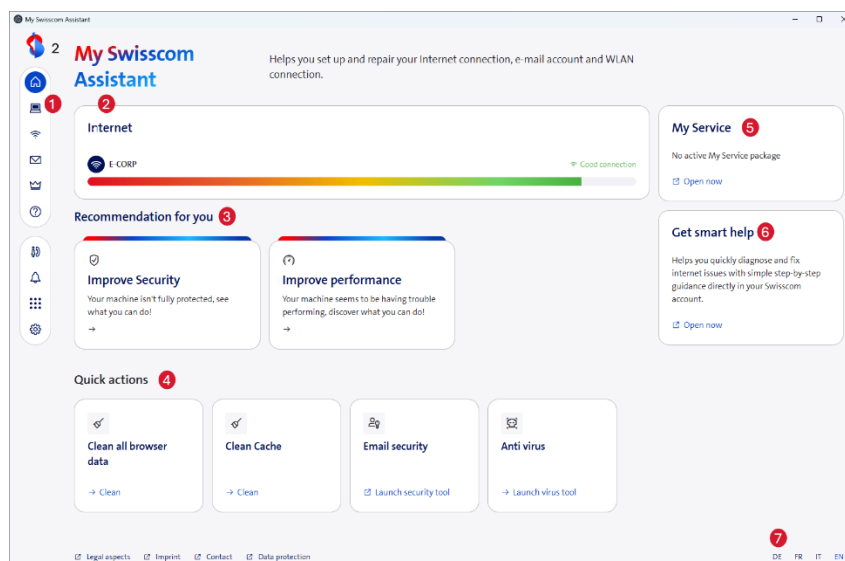 My Swisscom Assistant
2
My Swisscom
Assistant
Helps you set up and repair your Internet connection, e-mail account and WLAN
connection.
1
2
Internet
E-CORP
Good connection
5
My Service
No active My Service package
Open now
Recommendation for you
3
Improve Security
Your machine isn't fully protected, see
what you can do!
Improve performance
Your machine seems to be having trouble
performing, discover what you can do!
Get smart help
6
Helps you quickly diagnose and fix
internet issues with simple step-by-step
guidance directly in your Swisscom
account.
Open now
Quick actions
4
Clean all browser
data
Clean
Clean Cache
Clean
Email security
Launch security tool
Anti virus
Launch virus tool
7
Legal aspects Imprint Contact Data protection
DE FR IT EN